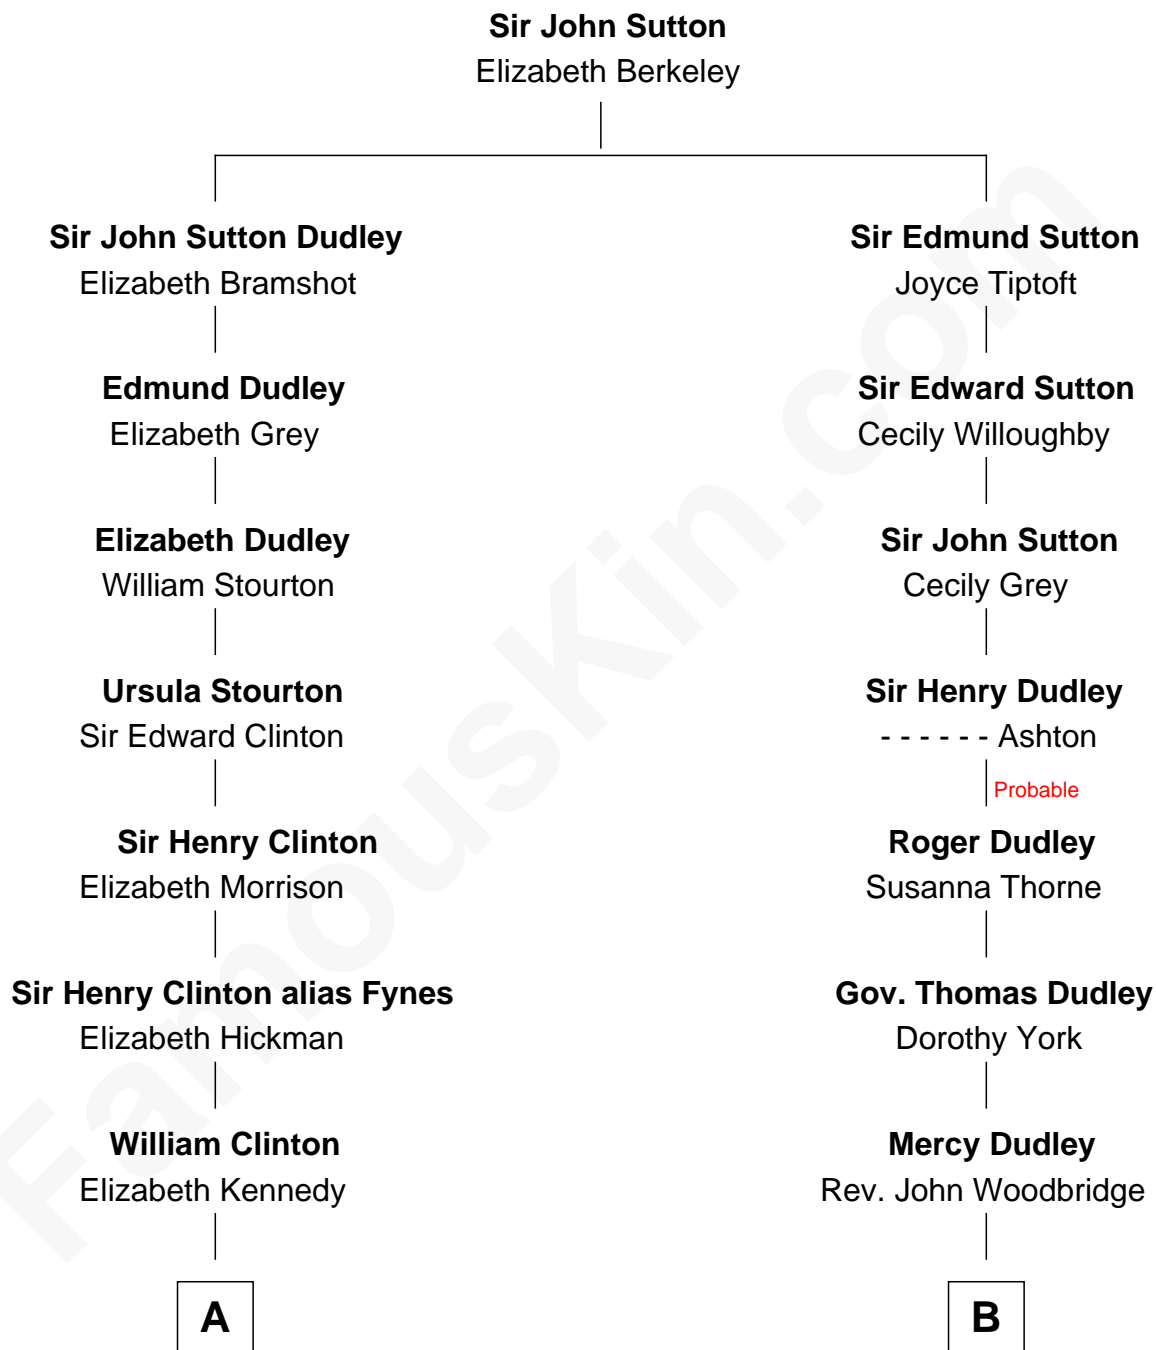 Sir John Sutton
Elizabeth Berkeley
Sir John Sutton Dudley
Elizabeth Bramshot
Sir Edmund Sutton
Joyce Tiptoft
Edmund Dudley
Elizabeth Grey
Sir Edward Sutton
Cecily Willoughby
Elizabeth Dudley
William Stourton
Sir John Sutton
Cecily Grey
Ursula Stourton
Sir Edward Clinton
Sir Henry Dudley
- - - - - - Ashton
Probable
Sir Henry Clinton
Elizabeth Morrison
Roger Dudley
Susanna Thorne
Sir Henry Clinton alias Fynes
Elizabeth Hickman
Gov. Thomas Dudley
Dorothy York
William Clinton
Elizabeth Kennedy
Mercy Dudley
Rev. John Woodbridge
A
B
FamousKin.com